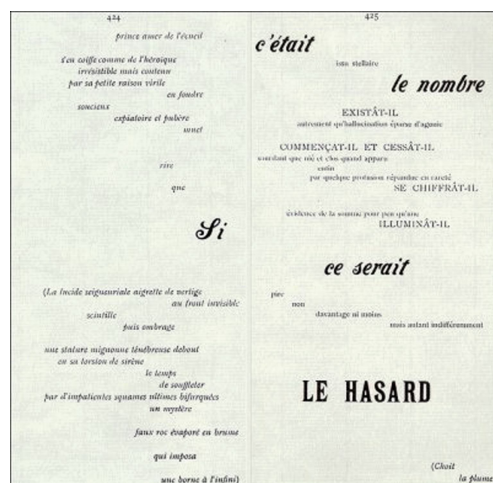 424
prince amer de l'écueil
s'en coiffe comme de l'héroïque
irrésistible mais contenu
par sa petite raison virile
en foudre
soucieux
expiatoire et pubère
muet
rire
que
Si
(La lucide seigneuriale aigrette de vertige
au front invisible
scintille
puis ombrage
une stature mignonne ténébreuse debout
en sa torsion de sirène
le temps
de souffleter
par d'impatientes squames ultimes bifurquées
un mystère
faux roc évaporé en brume
qui imposa
une borne à l'infini)
425
c'était
issu stellaire
le nombre
EXISTÂT-IL
autrement qu'hallucination éparse d'agonie
COMMENÇAT-IL ET CESSÂT-IL
sourdant que nié et clos quand apparu
enfin
par quelque profusion répandue en rareté
SE CHIFFRÂT-IL
évidence de la somme pour peu qu'une
ILLUMINÂT-IL
ce serait
pire
non
davantage ni moins
mais autant indifféremment
LE HASARD
(Choit
la plume